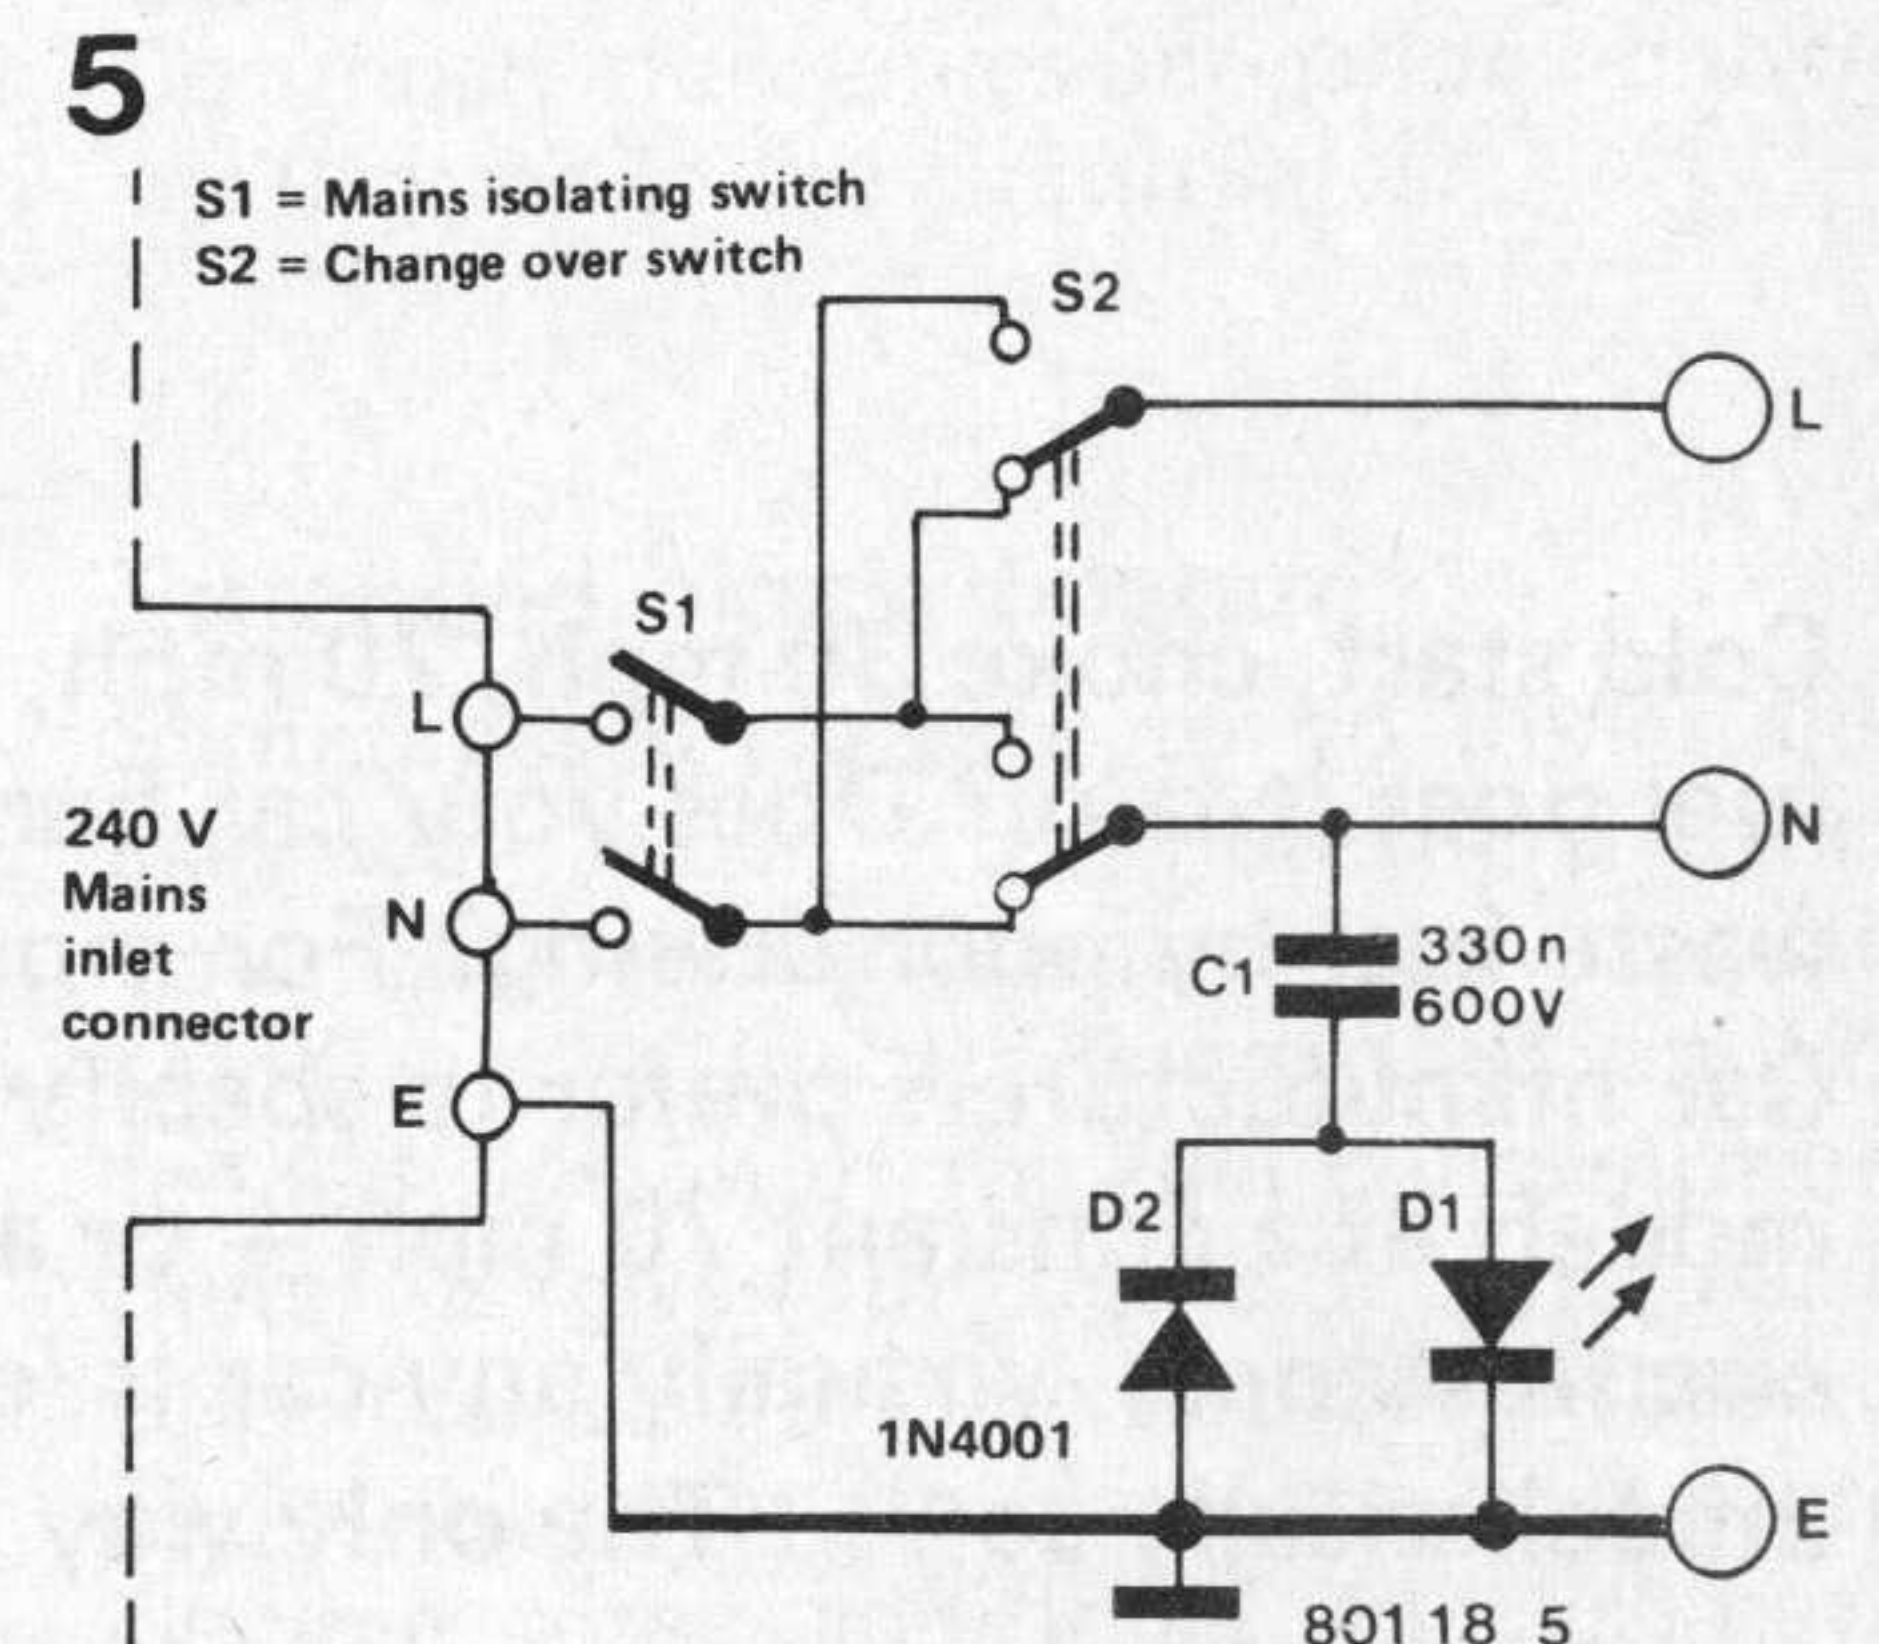 5
S1 = Mains isolating switch
S2 = Change over switch
S2
L
S1
L
240 V
Mains
inlet
connector
N
N
C1
330n
600V
E
D2
D1
1N4001
E
80118 5